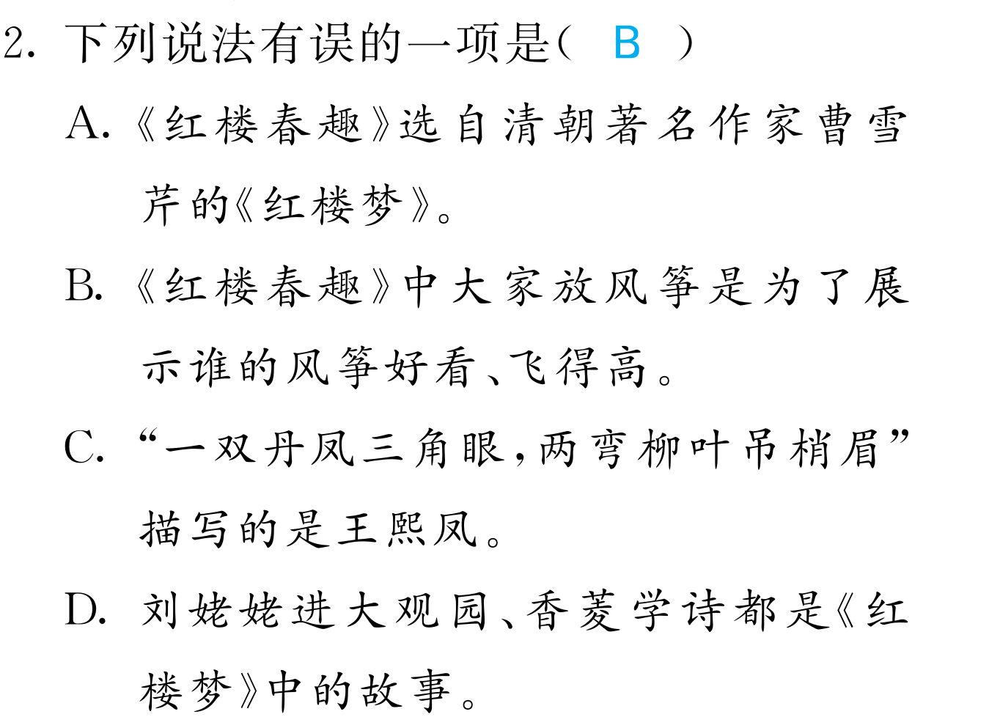 2. 下列说法有误的一项是( B )
A.《红楼春趣》选自清朝著名作家曹雪
芹的《红楼梦》。
B.《红楼春趣》中大家放风筝是为了展
示谁的风筝好看、飞得高。
C.“一双丹凤三角眼,两弯柳叶吊梢眉”
描写的是王熙凤。
D. 刘姥姥进大观园、香菱学诗都是《红
楼梦》中的故事。